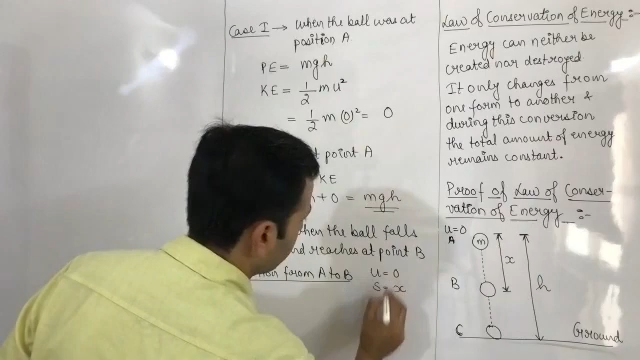 Case I → when the ball was at
position A
PE = mgh
KE = 1/2 m u²
= 1/2 m (0)² = 0
at point A
KE
+ 0 = mgh
when the ball falls
and reaches at point B
from A to B
u = 0
S = x
Law of Conservation of Energy :-
Energy can neither be
created nor destroyed
It only changes from
one form to another &
during this conversion
the total amount of energy
remains constant.
Proof of Law of Conser-
vation of Energy :-
u=0
A
m
x
h
B
C
Ground